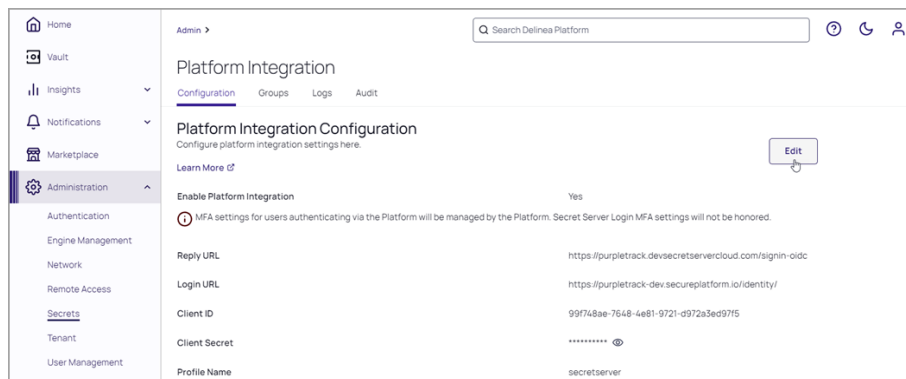 Home
Vault
Insights
Notifications
Marketplace
Administration
Authentication
Engine Management
Network
Remote Access
Secrets
Tenant
User Management
Admin >
Search Delinea Platform
Platform Integration
Configuration Groups Logs Audit
Platform Integration Configuration
Configure platform integration settings here.
Edit
Learn More
Enable Platform Integration Yes
MFA settings for users authenticating via the Platform will be managed by the Platform. Secret Server Login MFA settings will not be honored.
Reply URL https://purpletrack.devsecretservercloud.com/signin-oidc
Login URL https://purpletrack-dev.secureplatform.io/identity/
Client ID 99f748ae-7648-4e81-9721-d972a3ed97f5
Client Secret **********
Profile Name secretserver